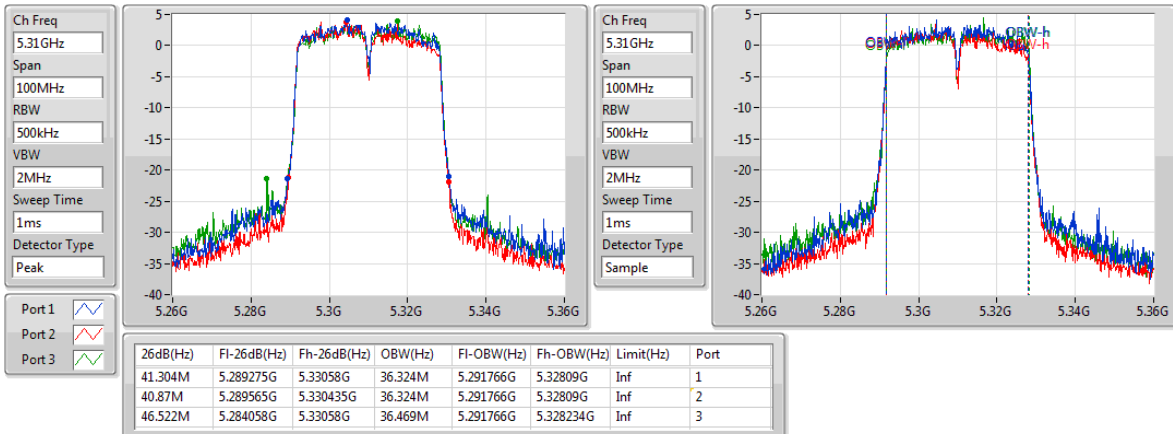 Ch Freq
5.31GHz
Span
100MHz
RBW
500kHz
VBW
2MHz
Sweep Time
1ms
Detector Type
Peak
Port 1
Port 2
Port 3
5
0
-5
-10
-15
-20
-25
-30
-35
-40
5.26G 5.28G 5.3G 5.32G 5.34G 5.36G
Ch Freq
5.31GHz
Span
100MHz
RBW
500kHz
VBW
2MHz
Sweep Time
1ms
Detector Type
Sample
5
0
-5
-10
-15
-20
-25
-30
-35
-40
OBW-h
OBW-h
5.26G 5.28G 5.3G 5.32G 5.34G 5.36G
26dB(Hz) Fl-26dB(Hz) Fh-26dB(Hz) OBW(Hz) Fl-OBW(Hz) Fh-OBW(Hz) Limit(Hz) Port
41.304M 5.289275G 5.33058G 36.324M 5.291766G 5.32809G Inf 1
40.87M 5.289565G 5.330435G 36.324M 5.291766G 5.32809G Inf 2
46.522M 5.284058G 5.33058G 36.469M 5.291766G 5.328234G Inf 3